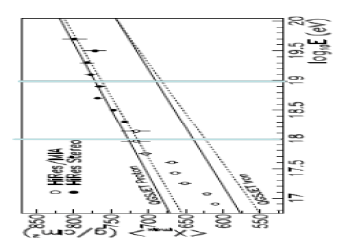 HiRes/MIA
HiRes Stereo
QGSJET Proton
QGSJET Iron
850
800
750
700
650
600
550
17
17.5
18
18.5
19
19.5
20
log₁₀E (eV)